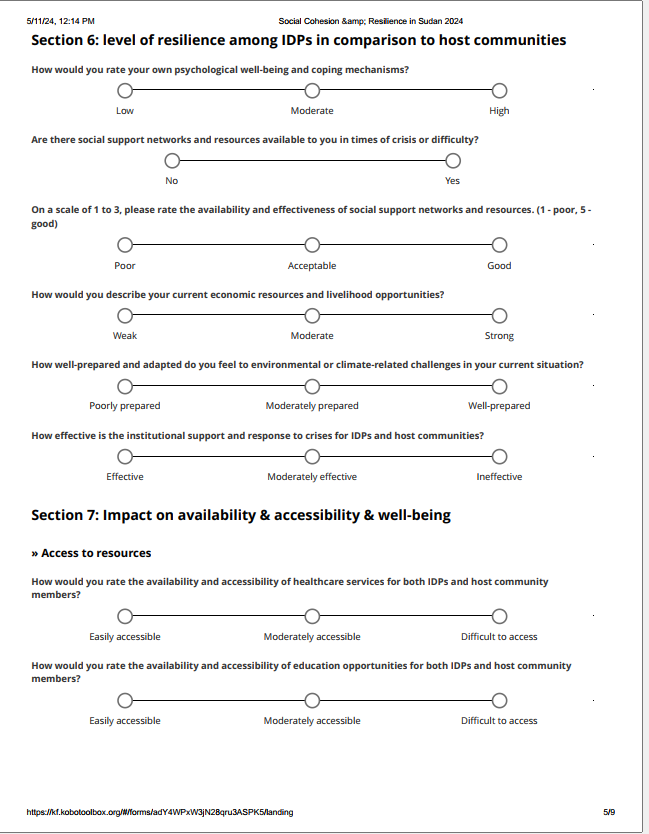 5/11/24, 12:14 PM Social Cohesion &amp; Resilience in Sudan 2024
Section 6: level of resilience among IDPs in comparison to host communities
How would you rate your own psychological well-being and coping mechanisms?
Low Moderate High
Are there social support networks and resources available to you in times of crisis or difficulty?
No Yes
On a scale of 1 to 3, please rate the availability and effectiveness of social support networks and resources. (1 - poor, 5 -
good)
Poor Acceptable Good
How would you describe your current economic resources and livelihood opportunities?
Weak Moderate Strong
How well-prepared and adapted do you feel to environmental or climate-related challenges in your current situation?
Poorly prepared Moderately prepared Well-prepared
How effective is the institutional support and response to crises for IDPs and host communities?
Effective Moderately effective Ineffective
Section 7: Impact on availability & accessibility & well-being
» Access to resources
How would you rate the availability and accessibility of healthcare services for both IDPs and host community
members?
Easily accessible Moderately accessible Difficult to access
How would you rate the availability and accessibility of education opportunities for both IDPs and host community
members?
Easily accessible Moderately accessible Difficult to access
https://kf.kobotoolbox.org/#/forms/adY4WPxW3jN28qru3ASPK5/landing 5/9